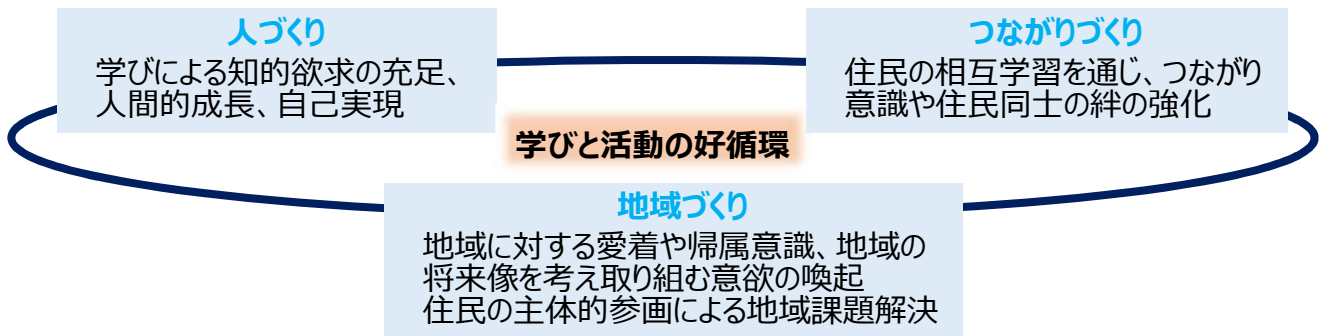 人づくり
学びによる知的欲求の充足、
人間的成長、自己実現
つながりづくり
住民の相互学習を通じ、つながり
意識や住民同士の絆の強化
学びと活動の好循環
地域づくり
地域に対する愛着や帰属意識、地域の
将来像を考え取り組む意欲の喚起
住民の主体的参画による地域課題解決